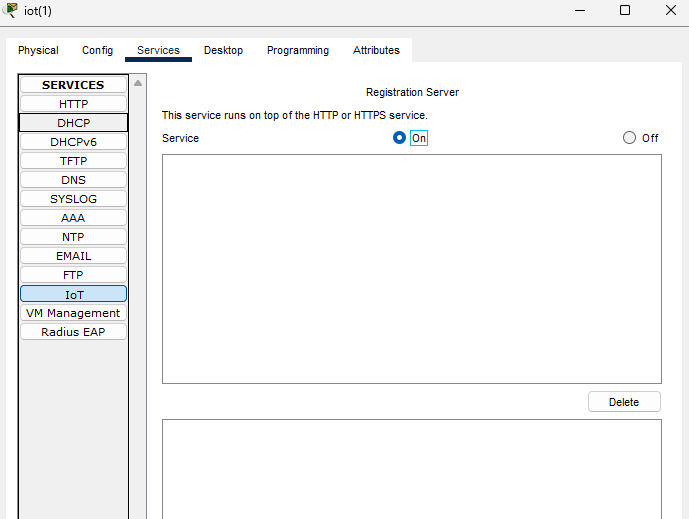 iot(1)
Physical Config Services Desktop Programming Attributes
SERVICES
HTTP
DHCP
DHCPv6
TFTP
DNS
SYSLOG
AAA
NTP
EMAIL
FTP
IoT
VM Management
Radius EAP
Registration Server
This service runs on top of the HTTP or HTTPS service.
Service On Off
Delete